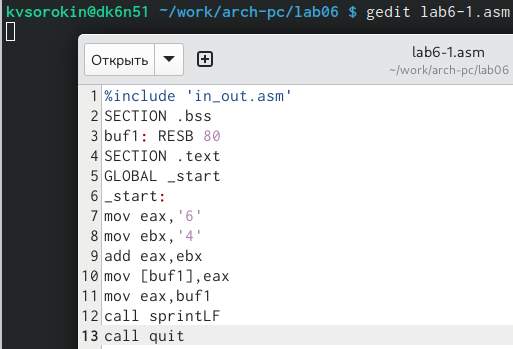 kvsorokin@dk6n51 ~/work/arch-pc/lab06 $ gedit lab6-1.asm
Открыть
lab6-1.asm
~/work/arch-pc/lab06
1 %include 'in_out.asm'
2 SECTION .bss
3 buf1: RESB 80
4 SECTION .text
5 GLOBAL _start
6 _start:
7 mov eax,'6'
8 mov ebx,'4'
9 add eax,ebx
10 mov [buf1],eax
11 mov eax,buf1
12 call sprintLF
13 call quit